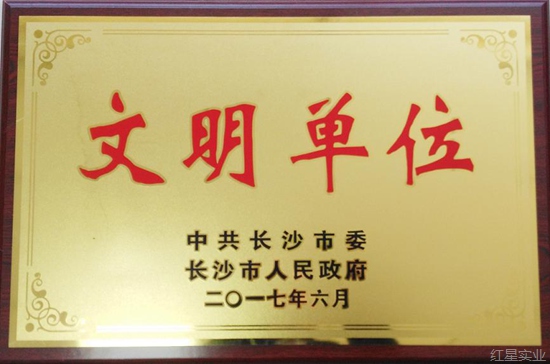 文明单位
中共长沙市委
长沙市人民政府
二〇一七年六月
红星实业